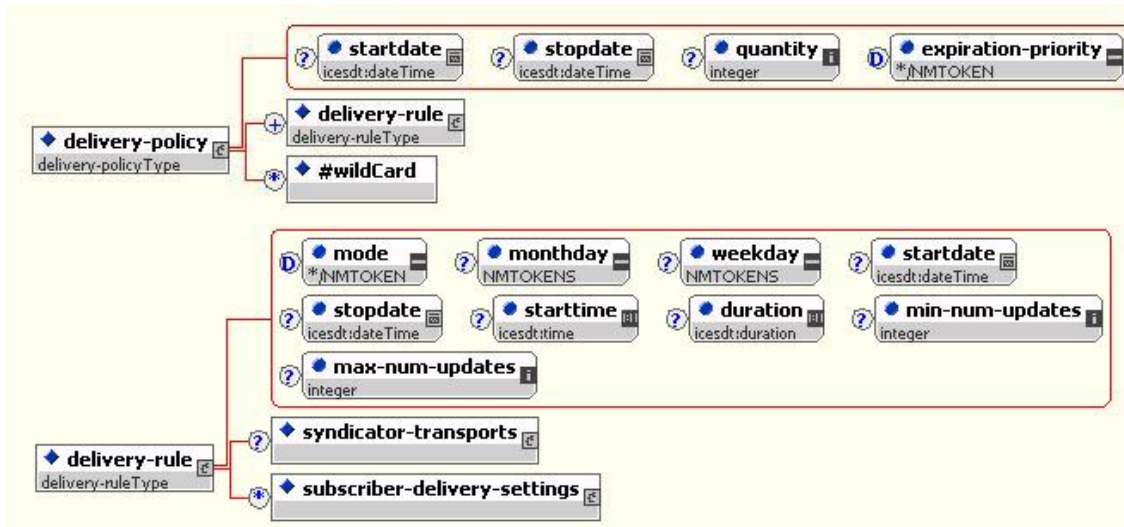 ? startdate ? stopdate ? quantity D expiration-priority
icesdt:dateTime icesdt:dateTime integer */NMTOKEN
+ delivery-rule
delivery-ruleType
delivery-policy
delivery-policyType
* #wildCard
D mode ? monthday ? weekday ? startdate
*/NMTOKEN NMTOKENS NMTOKENS icesdt:dateTime
? stopdate ? starttime ? duration ? min-num-updates
icesdt:dateTime icesdt:time icesdt:duration integer
? max-num-updates
integer
? syndicator-transports
delivery-rule
delivery-ruleType
* subscriber-delivery-settings